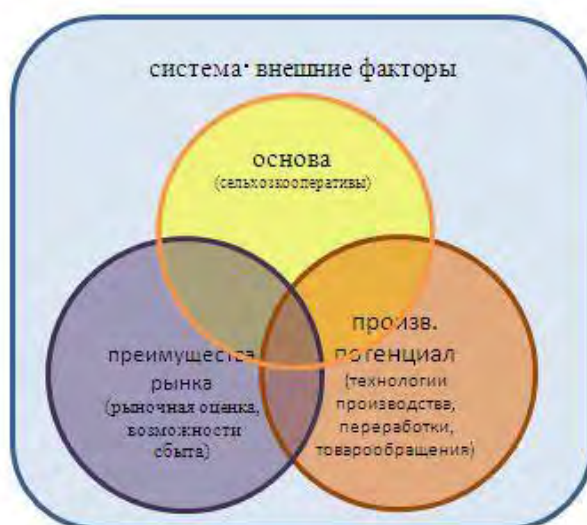 система· внешние факторы
основа
(сельхозкооперативы)
преимущества
рынка
(рыночная оценка,
возможности
сбыта)
произв.
потенциал
(технологии
производства,
переработки,
товарообращения)